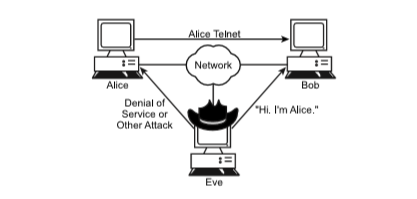 Alice Telnet
Network
Alice
Bob
Denial of
Service or
Other Attack
"Hi. I'm Alice."
Eve